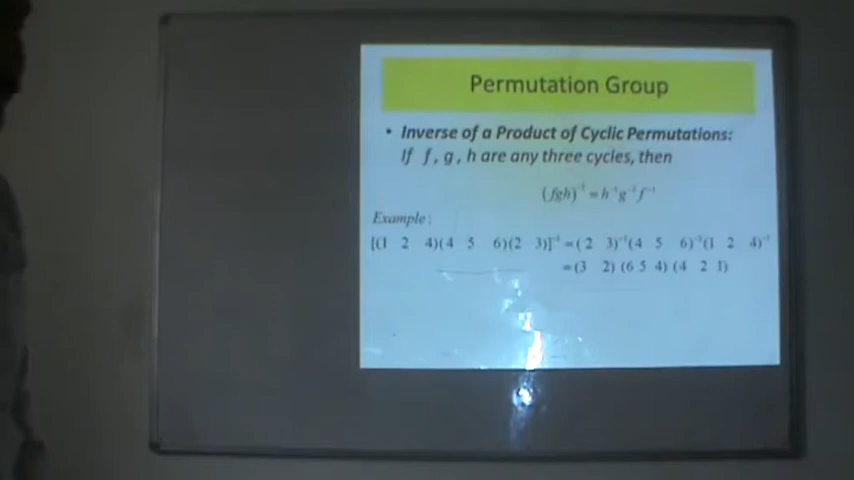 Permutation Group
• Inverse of a Product of Cyclic Permutations:
If f, g, h are any three cycles, then
(fgh)⁻¹ = h⁻¹g⁻¹f⁻¹
Example:
[(1 2 4)(4 5 6)(2 3)]⁻¹ = (2 3)⁻¹(4 5 6)⁻¹(1 2 4)⁻¹
= (3 2) (6 5 4) (4 2 1)